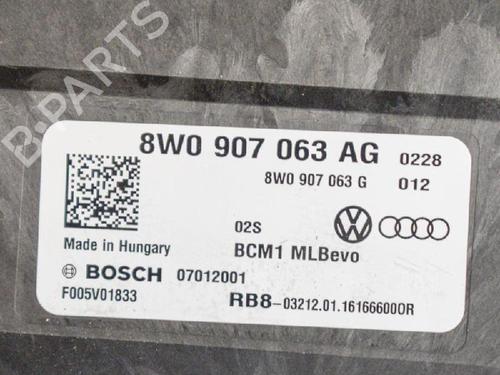 8W0 907 063 AG 0228
8W0 907 063 G 012
02S
Made in Hungary BCM1 MLBevo
BOSCH 07012001
F005V01833 RB8-03212.01.161666000R
B-PARTS